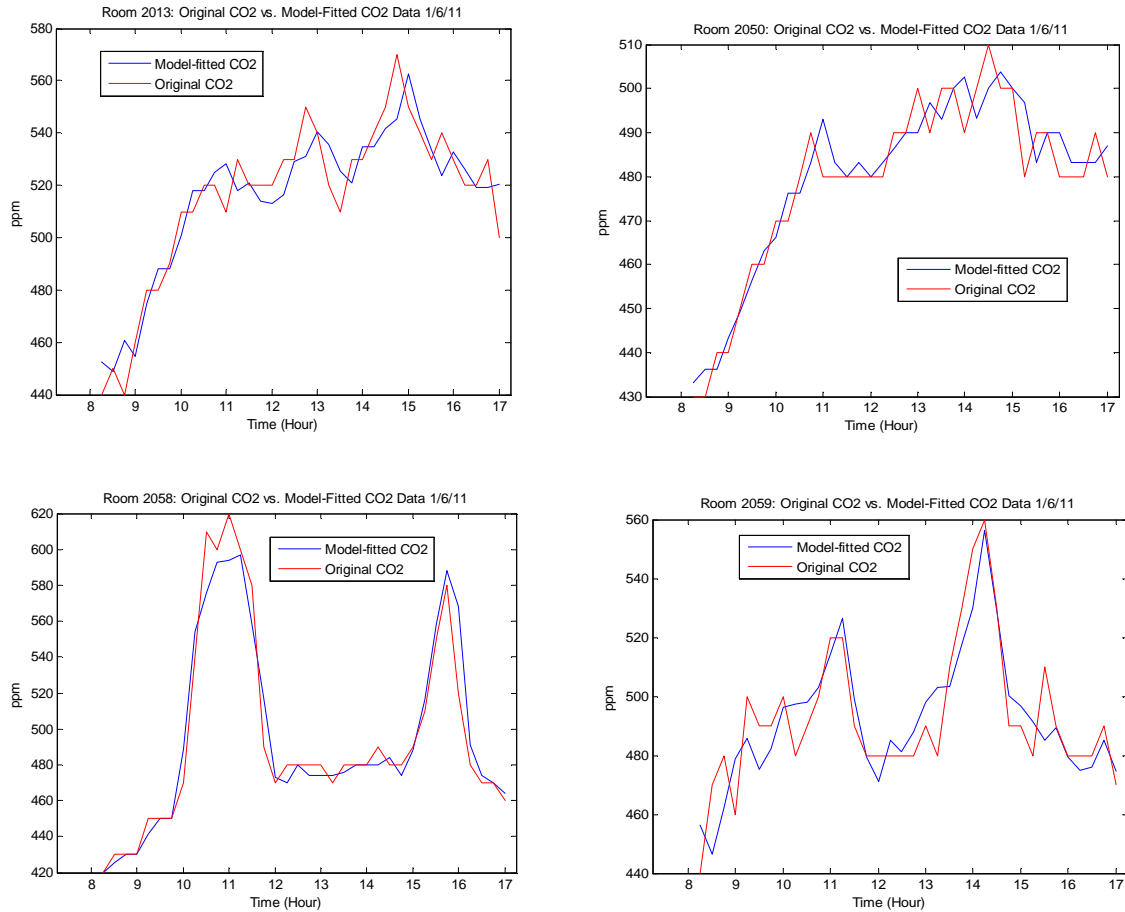 Room 2013: Original CO2 vs. Model-Fitted CO2 Data 1/6/11
580
560
540
520
500
480
460
440
ppm
Model-fitted CO2
Original CO2
8 9 10 11 12 13 14 15 16 17
Time (Hour)
Room 2050: Original CO2 vs. Model-Fitted CO2 Data 1/6/11
510
500
490
480
470
460
450
440
430
ppm
Model-fitted CO2
Original CO2
8 9 10 11 12 13 14 15 16 17
Time (Hour)
Room 2058: Original CO2 vs. Model-Fitted CO2 Data 1/6/11
620
600
580
560
540
520
500
480
460
440
420
ppm
Model-fitted CO2
Original CO2
8 9 10 11 12 13 14 15 16 17
Time (Hour)
Room 2059: Original CO2 vs. Model-Fitted CO2 Data 1/6/11
560
540
520
500
480
460
440
ppm
Model-fitted CO2
Original CO2
8 9 10 11 12 13 14 15 16 17
Time (Hour)